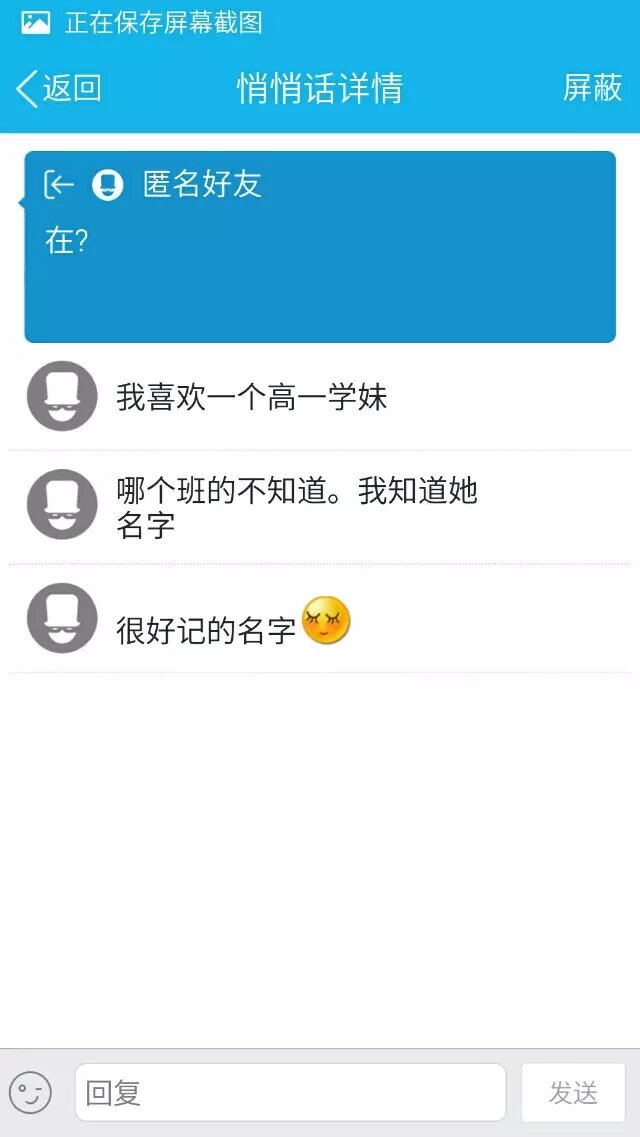 正在保存屏幕截图
返回
悄悄话详情
屏蔽
匿名好友
在?
我喜欢一个高一学妹
哪个班的不知道。我知道她
名字
很好记的名字
回复
发送